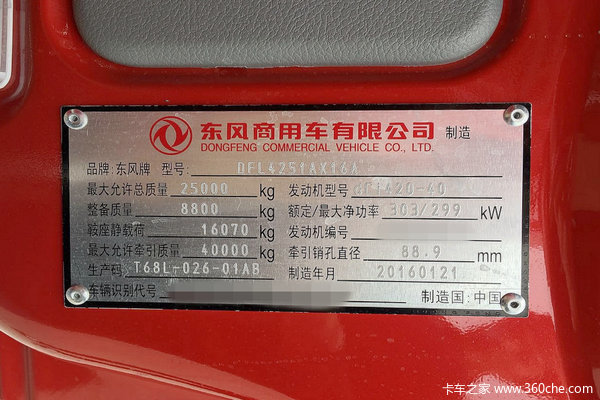 东风商用车有限公司 制造
DONGFENG COMMERCIAL VEHICLE CO., LTD.
品牌: 东风牌 型号: DFL4251AX16A
最大允许总质量 25000 kg 发动机型号 dCi420-40
整备质量 8800 kg 额定/最大净功率 303/299 kW
鞍座静载荷 16070 kg 发动机编号
最大允许牵引质量 40000 kg 牵引销孔直径 88.9 mm
生产码 T68L-026-01AB 制造年月 20160121
车辆识别代号 制造国: 中国
卡车之家 www.360che.com